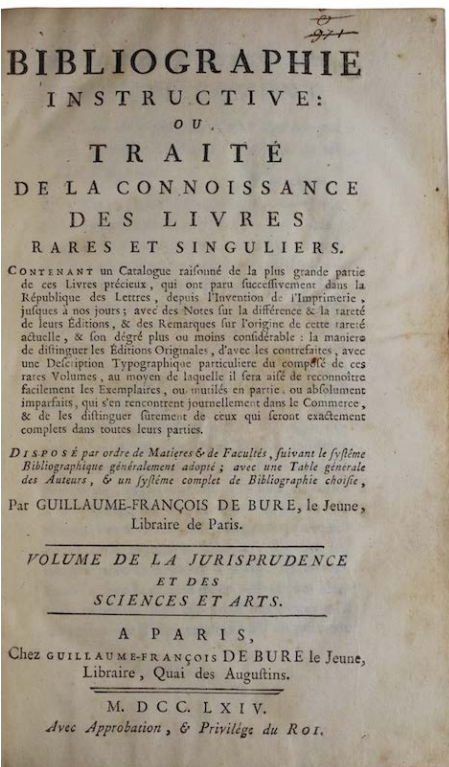 971
BIBLIOGRAPHIE
INSTRUCTIVE:
OU
TRAITÉ
DE LA CONNOISSANCE
DES LIVRES
RARES ET SINGULIERS.
CONTENANT un Catalogue raiſonné de la plus grande partie
de ces Livres précieux, qui ont paru ſucceſſivement dans la
République des Lettres, depuis l'Invention de l'Imprimerie,
juſques à nos jours; avec des Notes ſur la différence & la rareté
de leurs Éditions, & des Remarques ſur l'origine de cette rareté
actuelle, & ſon dégré plus ou moins conſidérable : la maniere
de diſtinguer les Éditions Originales, d'avec les contrefaites, avec
une Deſcription Typographique particuliere du compoſé de ces
rares Volumes, au moyen de laquelle il ſera aiſé de reconnoître
facilement les Exemplaires, ou mutilés en partie, ou abſolument
imparfaits, qui s'en rencontrent journellement dans le Commerce,
& de les diſtinguer ſûrement de ceux qui ſeront exactement
complets dans toutes leurs parties.
DISPOSÉ par ordre de Matieres & de Facultés, ſuivant le ſyſtême
Bibliographique généralement adopté; avec une Table générale
des Auteurs, & un ſyſtême complet de Bibliographie choiſie,
Par GUILLAUME-FRANÇOIS DE BURE, le Jeune,
Libraire de Paris.
VOLUME DE LA JURISPRUDENCE
ET DES
SCIENCES ET ARTS.
A PARIS,
Chez GUILLAUME-FRANÇOIS DE BURE le Jeune,
Libraire, Quai des Auguſtins.
M. DCC. LXIV.
Avec Approbation, & Privilége du ROI.